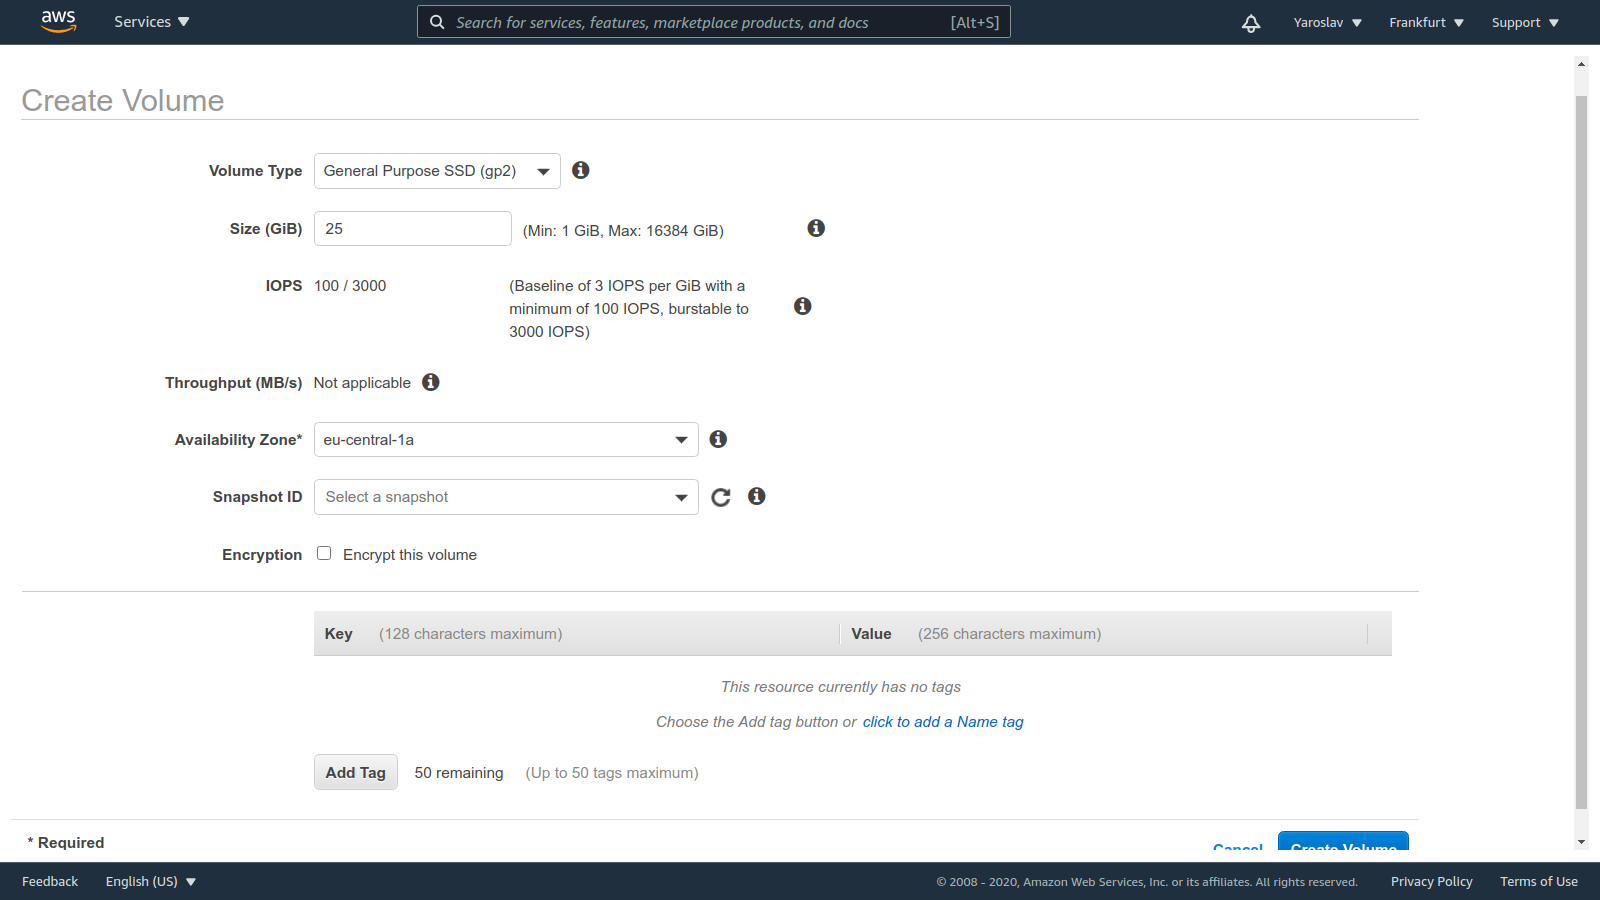 aws Services Search for services, features, marketplace products, and docs [Alt+S] Yaroslav Frankfurt Support
Create Volume
Volume Type General Purpose SSD (gp2)
Size (GiB) 25 (Min: 1 GiB, Max: 16384 GiB)
IOPS 100 / 3000 (Baseline of 3 IOPS per GiB with a
minimum of 100 IOPS, burstable to
3000 IOPS)
Throughput (MB/s) Not applicable
Availability Zone* eu-central-1a
Snapshot ID Select a snapshot
Encryption Encrypt this volume
Key (128 characters maximum) Value (256 characters maximum)
This resource currently has no tags
Choose the Add tag button or click to add a Name tag
Add Tag 50 remaining (Up to 50 tags maximum)
* Required Cancel Create Volume
Feedback English (US) © 2008 - 2020, Amazon Web Services, Inc. or its affiliates. All rights reserved. Privacy Policy Terms of Use